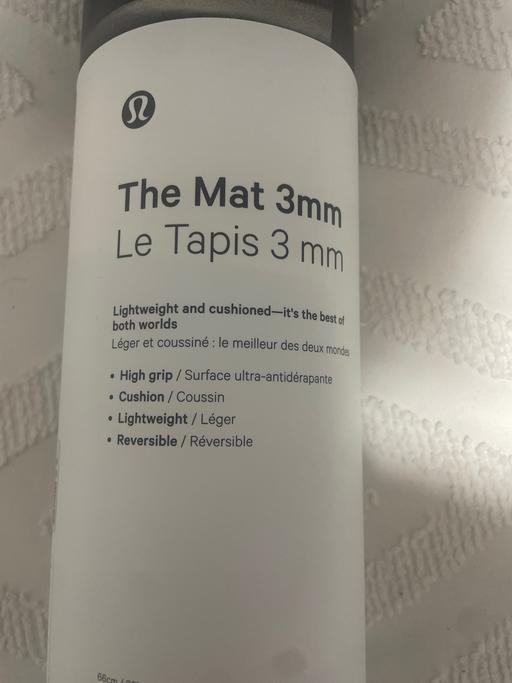 The Mat 3mm
Le Tapis 3 mm
Lightweight and cushioned—it's the best of
both worlds
Léger et coussiné : le meilleur des deux mondes
• High grip / Surface ultra-antidérapante
• Cushion / Coussin
• Lightweight / Léger
• Reversible / Réversible
66cm /